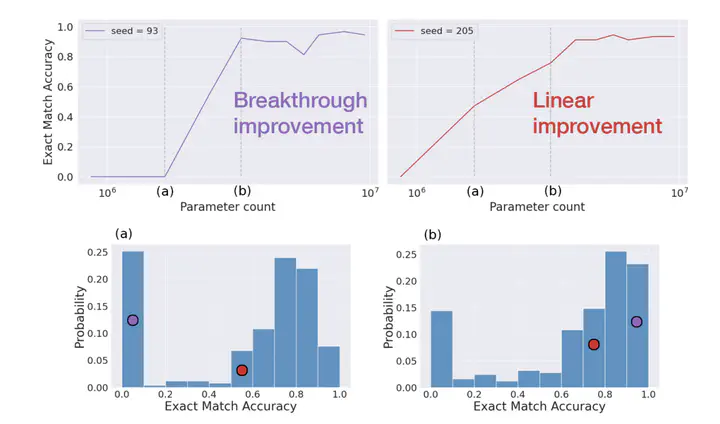 seed = 93
1.0
0.8
0.6
0.4
0.2
0.0
Exact Match Accuracy
Breakthrough
improvement
10^6
(a)
(b)
10^7
Parameter count
seed = 205
Linear
improvement
10^6
(a)
(b)
10^7
Parameter count
(a)
0.25
0.20
0.15
0.10
0.05
0.00
Probability
0.0 0.2 0.4 0.6 0.8 1.0
Exact Match Accuracy
(b)
0.25
0.20
0.15
0.10
0.05
0.00
Probability
0.0 0.2 0.4 0.6 0.8 1.0
Exact Match Accuracy